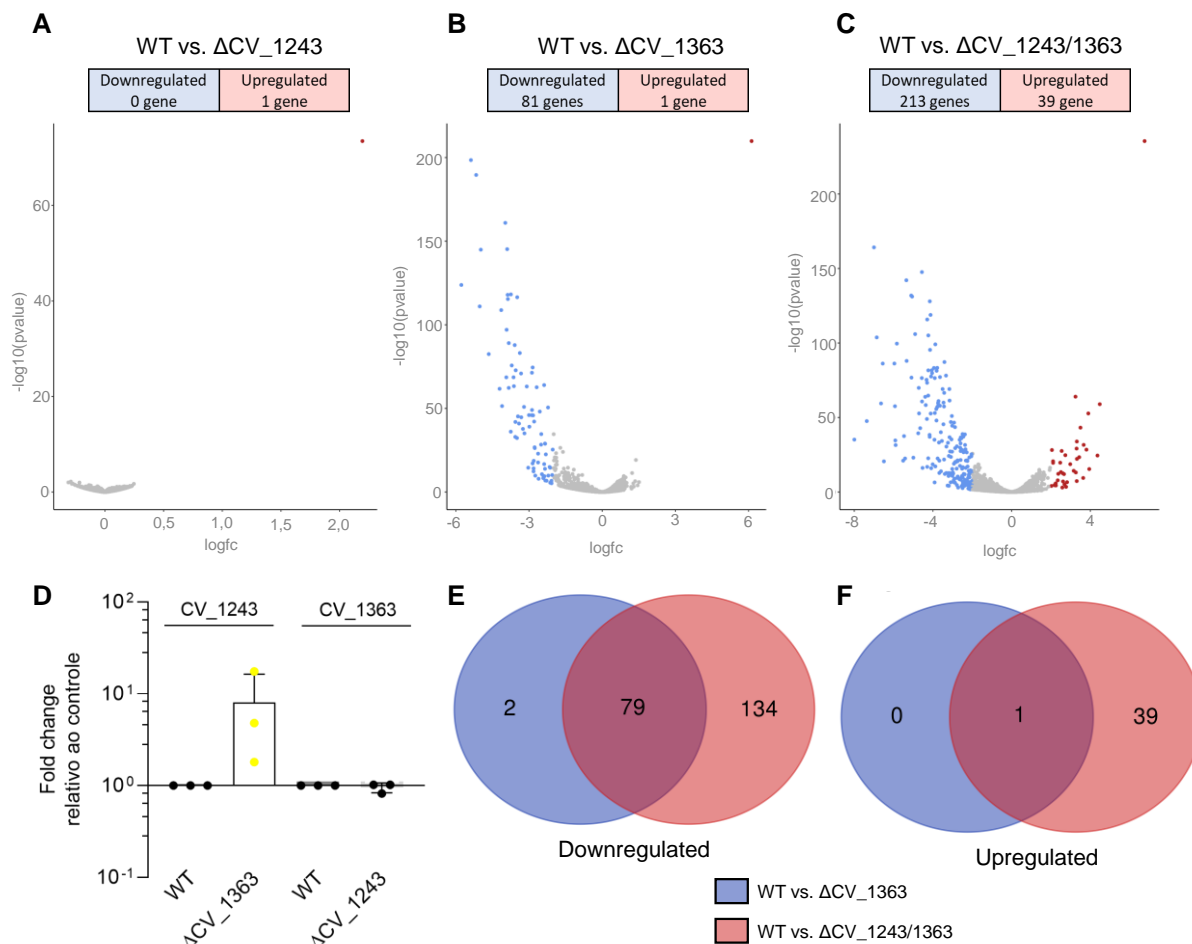 A
WT vs. ΔCV_1243
Downregulated
0 gene
Upregulated
1 gene
60
40
20
0
-log10(pvalue)
0
0,5
1,0
1,5
2,0
logfc
B
WT vs. ΔCV_1363
Downregulated
81 genes
Upregulated
1 gene
200
150
100
50
0
-log10(pvalue)
-6
-3
0
3
6
logfc
C
WT vs. ΔCV_1243/1363
Downregulated
213 genes
Upregulated
39 gene
200
150
100
50
0
-log10(pvalue)
-8
-4
0
4
logfc
D
CV_1243
CV_1363
10²
10¹
10⁰
10⁻¹
Fold change
relativo ao controle
WT
ΔCV_1363
WT
ΔCV_1243
E
2
79
134
Downregulated
F
0
1
39
Upregulated
WT vs. ΔCV_1363
WT vs. ΔCV_1243/1363